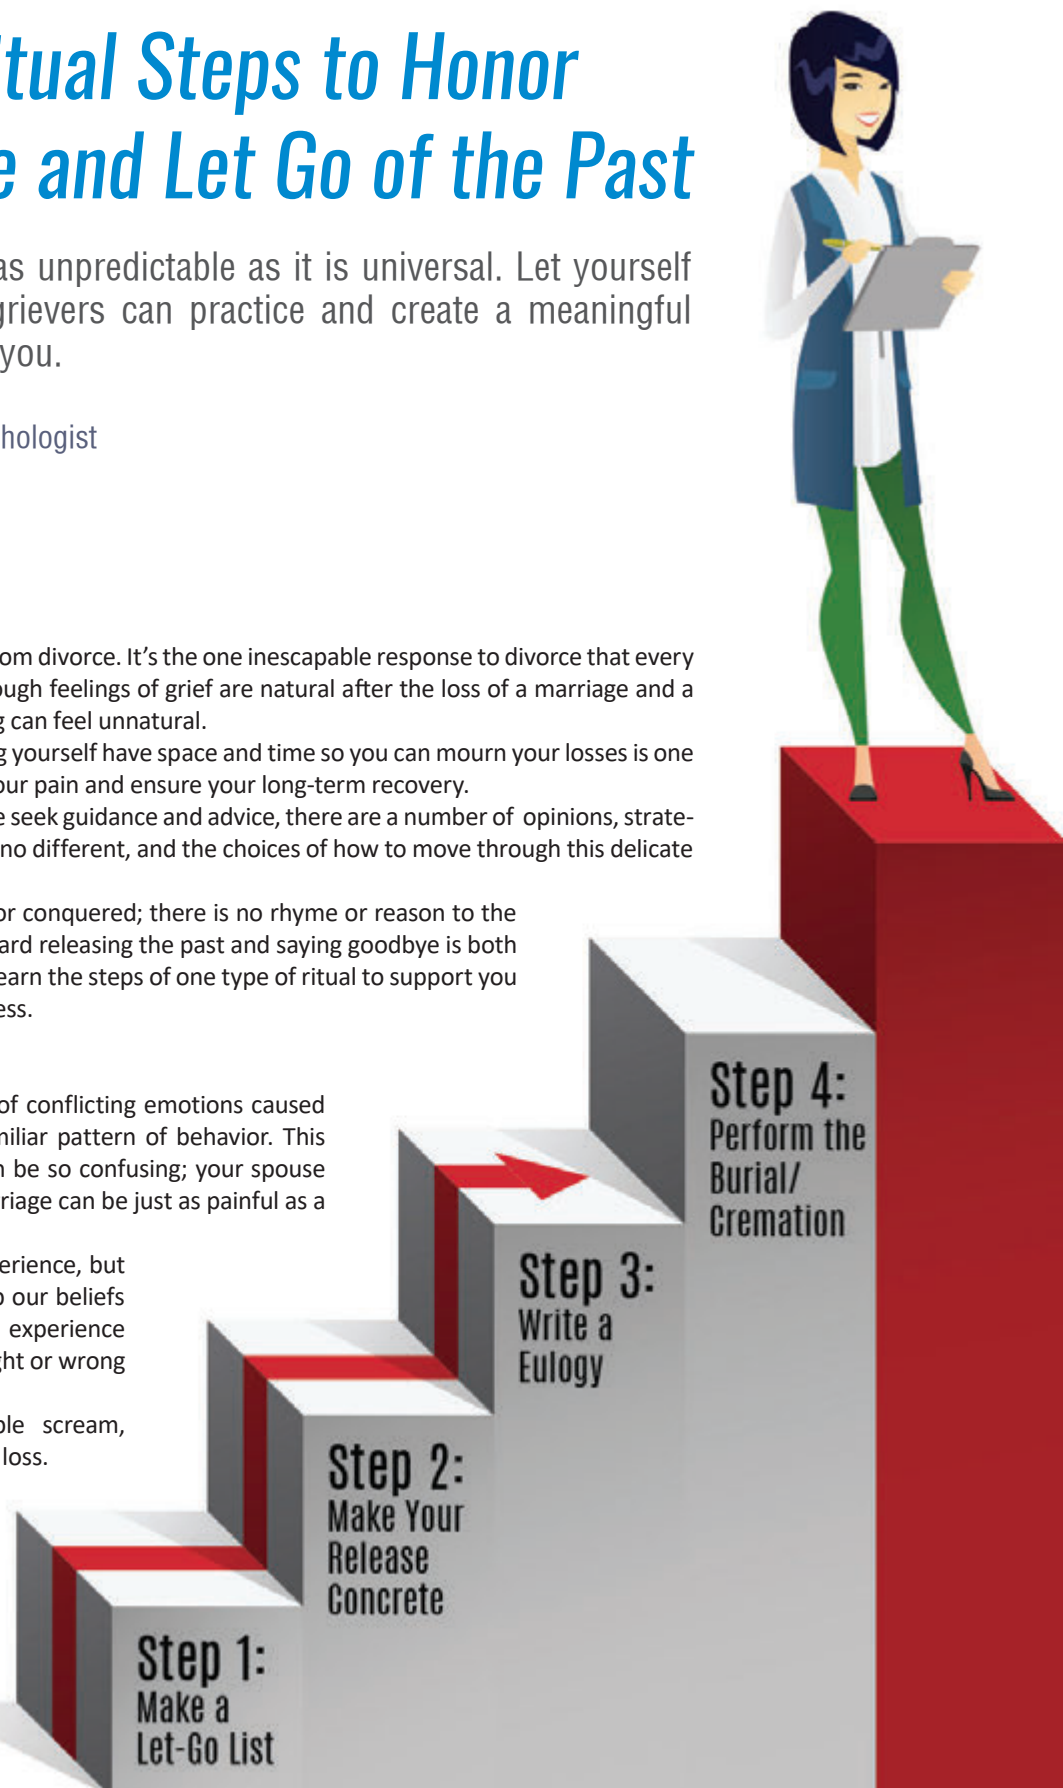 itual Steps to Honor
e and Let Go of the Past
as unpredictable as it is universal. Let yourself
grievers can practice and create a meaningful
you.
hologist
om divorce. It’s the one inescapable response to divorce that every
ough feelings of grief are natural after the loss of a marriage and a
g can feel unnatural.
g yourself have space and time so you can mourn your losses is one
our pain and ensure your long-term recovery.
e seek guidance and advice, there are a number of opinions, strate-
no different, and the choices of how to move through this delicate
or conquered; there is no rhyme or reason to the
ard releasing the past and saying goodbye is both
earn the steps of one type of ritual to support you
ess.
of conflicting emotions caused
miliar pattern of behavior. This
n be so confusing; your spouse
riage can be just as painful as a
erience, but
o our beliefs
experience
ght or wrong
ble scream,
loss.
Step 4:
Perform the
Burial/
Cremation
Step 3:
Write a
Eulogy
Step 2:
Make Your
Release
Concrete
Step 1:
Make a
Let-Go List